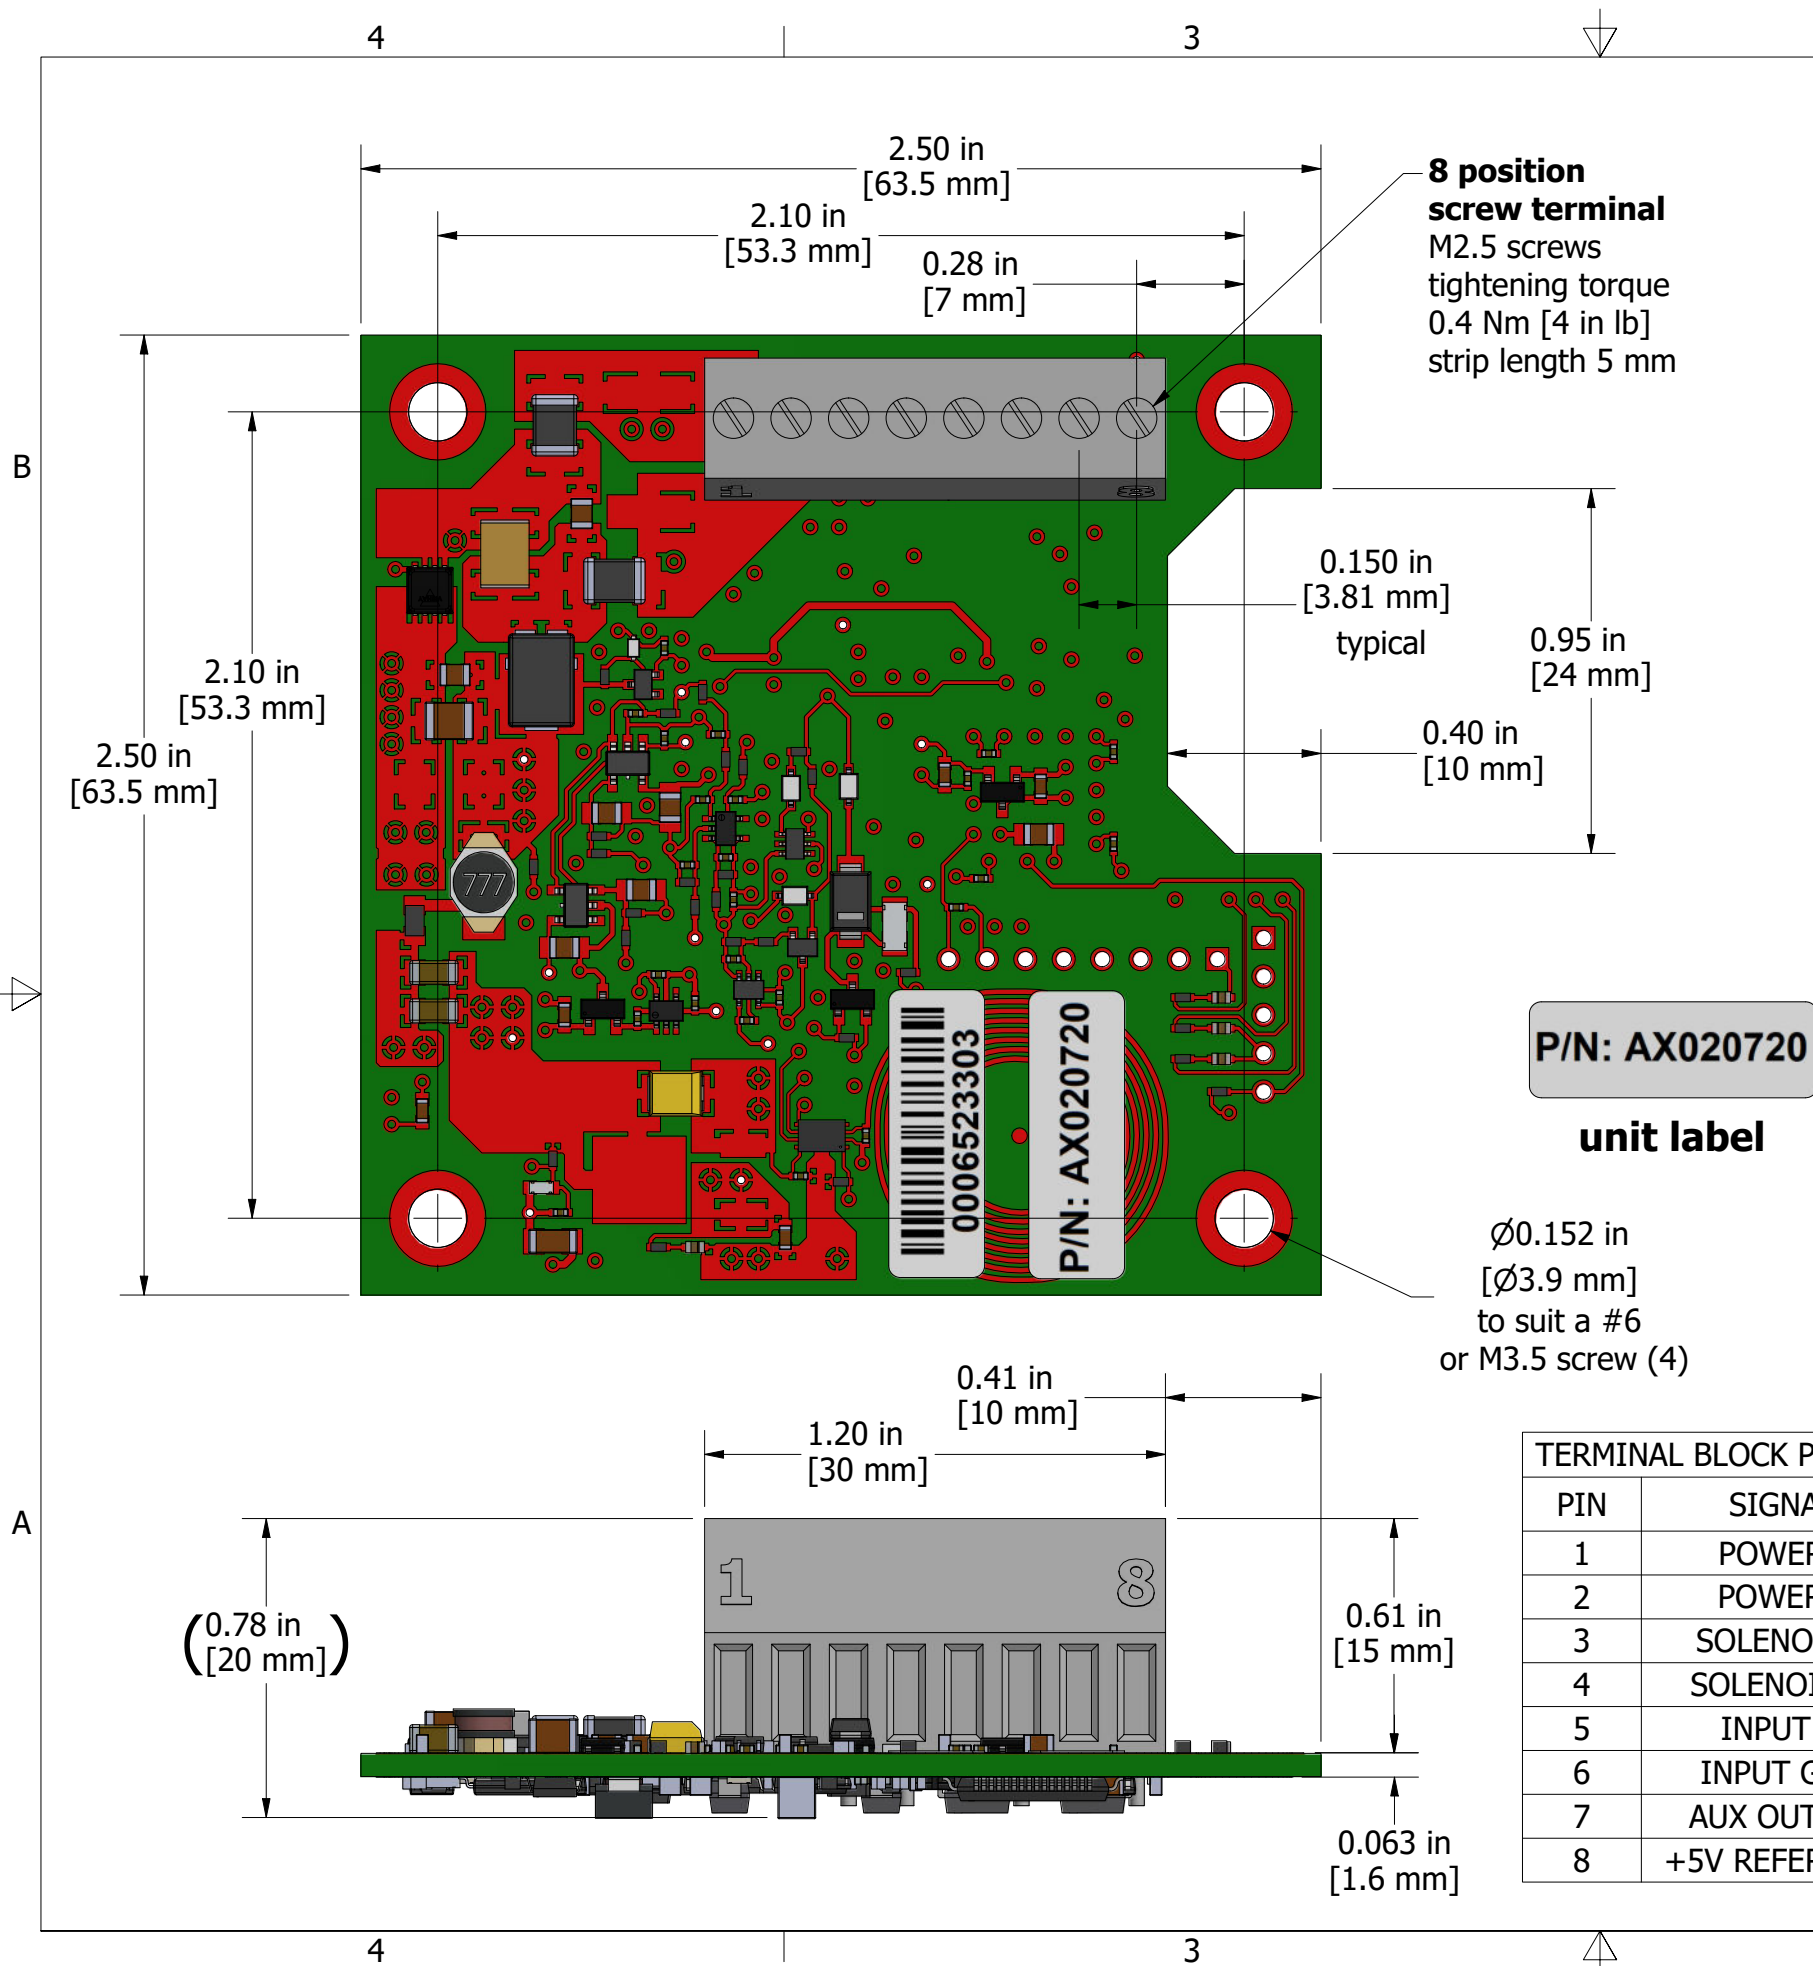 4
3
2.50 in
[63.5 mm]
2.10 in
[53.3 mm]
0.28 in
[7 mm]
8 position
screw terminal
M2.5 screws
tightening torque
0.4 Nm [4 in lb]
strip length 5 mm
B
1
8
0.150 in
[3.81 mm]
typical
0.95 in
[24 mm]
2.10 in
[53.3 mm]
2.50 in
[63.5 mm]
0.40 in
[10 mm]
777
0006523303
P/N: AX020720
P/N: AX020720
unit label
Ø0.152 in
[Ø3.9 mm]
to suit a #6
or M3.5 screw (4)
0.41 in
[10 mm]
1.20 in
[30 mm]
A
1
8
(0.78 in
[20 mm])
0.61 in
[15 mm]
0.063 in
[1.6 mm]
TERMINAL BLOCK P
PIN SIGNA
1 POWER
2 POWER
3 SOLENO
4 SOLENOI
5 INPUT
6 INPUT G
7 AUX OUT
8 +5V REFER
4
3